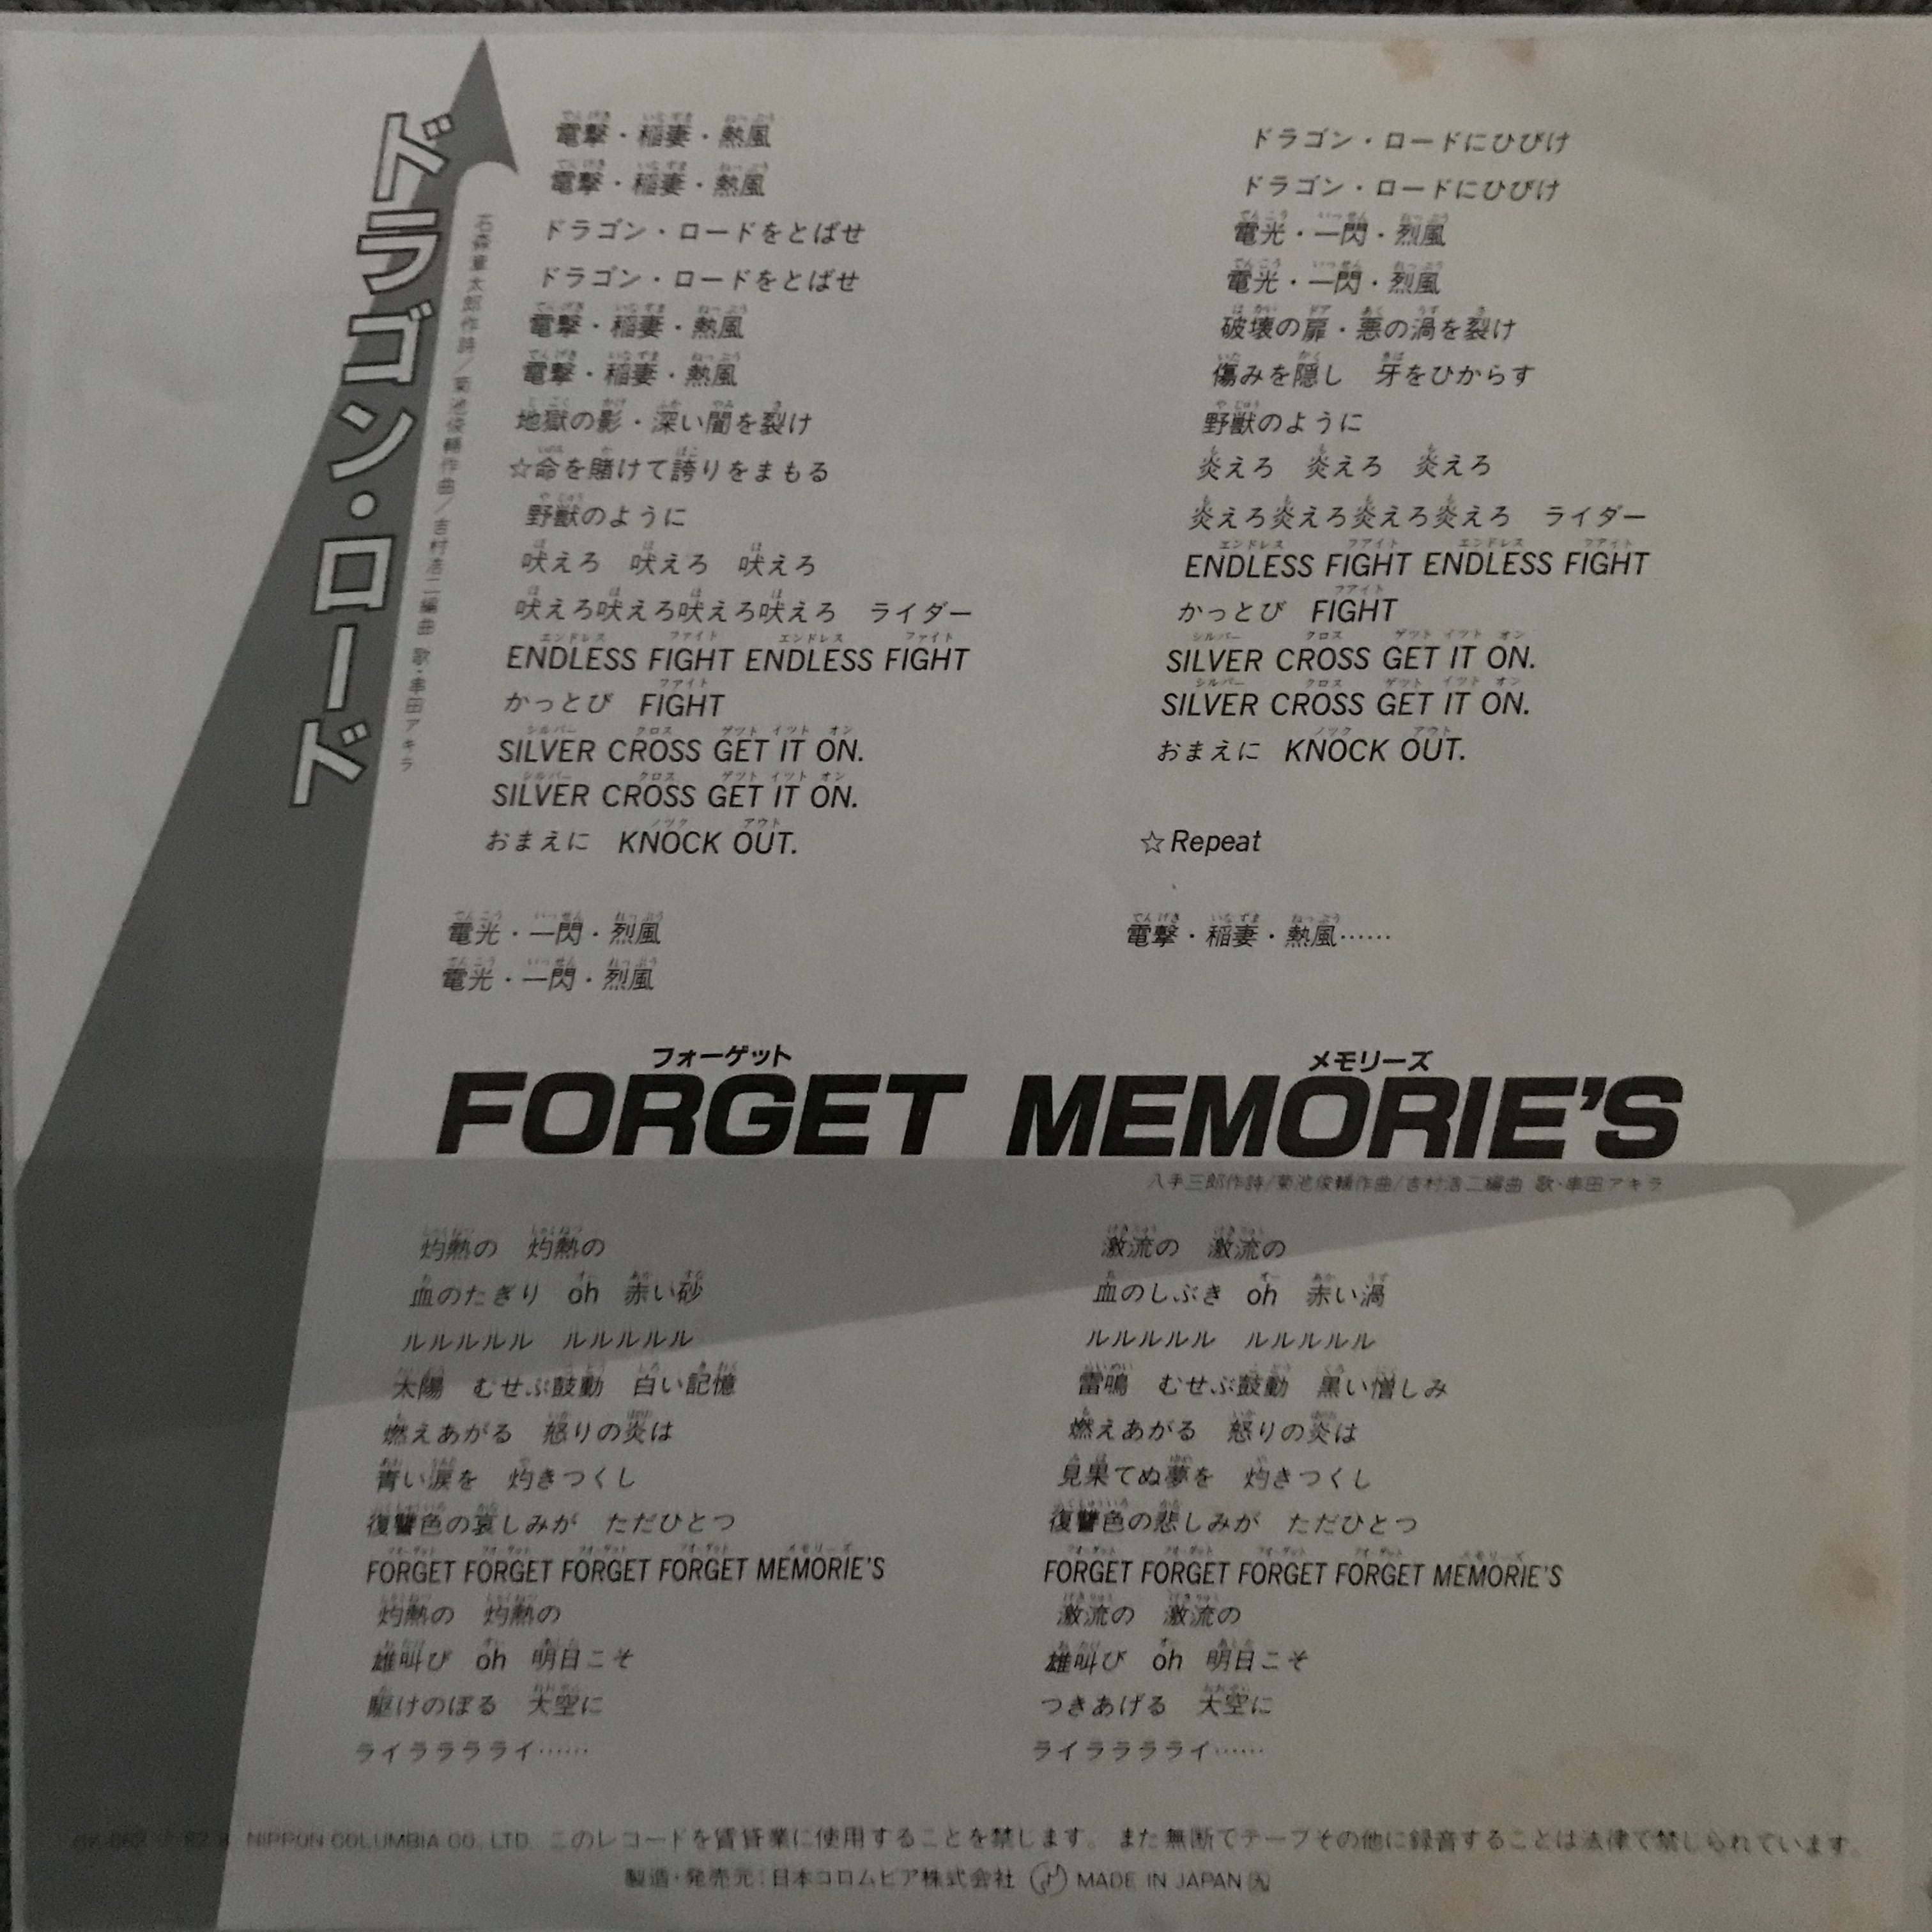 ドラゴン・ロード
石森章太郎作詩/菊池俊輔作曲/吉村浩二編曲 歌・串田アキラ
電撃・稲妻・熱風
電撃・稲妻・熱風
ドラゴン・ロードをとばせ
ドラゴン・ロードをとばせ
電撃・稲妻・熱風
電撃・稲妻・熱風
地獄の影・深い闇を裂け
☆命を賭けて誇りをまもる
野獣のように
吠えろ 吠えろ 吠えろ
吠えろ吠えろ吠えろ吠えろ ライダー
ENDLESS FIGHT ENDLESS FIGHT
かっとび FIGHT
SILVER CROSS GET IT ON.
SILVER CROSS GET IT ON.
おまえに KNOCK OUT.
電光・一閃・烈風
電光・一閃・烈風
ドラゴン・ロードにひびけ
ドラゴン・ロードにひびけ
電光・一閃・烈風
電光・一閃・烈風
破壊の扉・悪の渦を裂け
傷みを隠し 牙をひからす
野獣のように
炎えろ 炎えろ 炎えろ
炎えろ炎えろ炎えろ炎えろ ライダー
ENDLESS FIGHT ENDLESS FIGHT
かっとび FIGHT
SILVER CROSS GET IT ON.
SILVER CROSS GET IT ON.
おまえに KNOCK OUT.
☆Repeat
電撃・稲妻・熱風……
フォーゲット メモリーズ
FORGET MEMORIE'S
八手三郎作詩/菊池俊輔作曲/吉村浩二編曲 歌・串田アキラ
灼熱の 灼熱の
血のたぎり oh 赤い砂
ルルルルル ルルルルル
太陽 むせぶ鼓動 白い記憶
燃えあがる 怒りの炎は
青い涙を 灼きつくし
復讐色の哀しみが ただひとつ
FORGET FORGET FORGET FORGET MEMORIE'S
灼熱の 灼熱の
雄叫び oh 明日こそ
駆けのぼる 大空に
ライララララライ……
激流の 激流の
血のしぶき oh 赤い渦
ルルルルル ルルルルル
雷鳴 むせぶ鼓動 黒い憎しみ
燃えあがる 怒りの炎は
見果てぬ夢を 灼きつくし
復讐色の悲しみが ただひとつ
FORGET FORGET FORGET FORGET MEMORIE'S
激流の 激流の
雄叫び oh 明日こそ
つきあげる 大空に
ライララララライ……
NIPPON COLUMBIA CO., LTD. このレコードを賃貸業に使用することを禁じます。また無断でテープその他に録音することは法律で禁じられています。
製造・発売元：日本コロムビア株式会社 MADE IN JAPAN